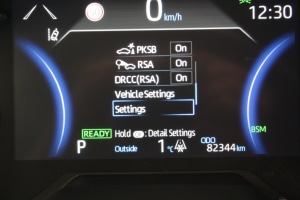 0 km/h
12:30
PKSB On
RSA On
DRCC(RSA) On
Vehicle Settings
Settings
READY Hold : Detail Settings
BSM
P Outside 1 °C ODO 82344 km